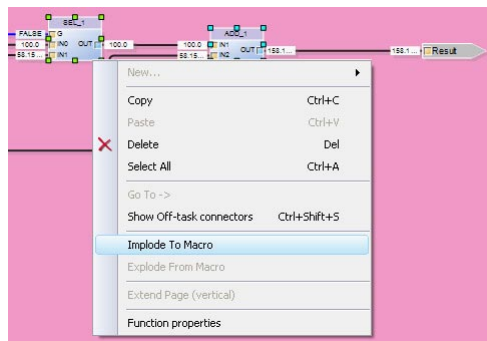 SEL_1
ADD_1
FALSE G
100.0 IN0 OUT 100.0
58.15... IN1
100.0 IN1 OUT 158.1...
58.15... IN2
158.1... Resut
New...
Copy Ctrl+C
Paste Ctrl+V
Delete Del
Select All Ctrl+A
Go To ->
Show Off-task connectors Ctrl+Shift+S
Implode To Macro
Explode From Macro
Extend Page (vertical)
Function properties